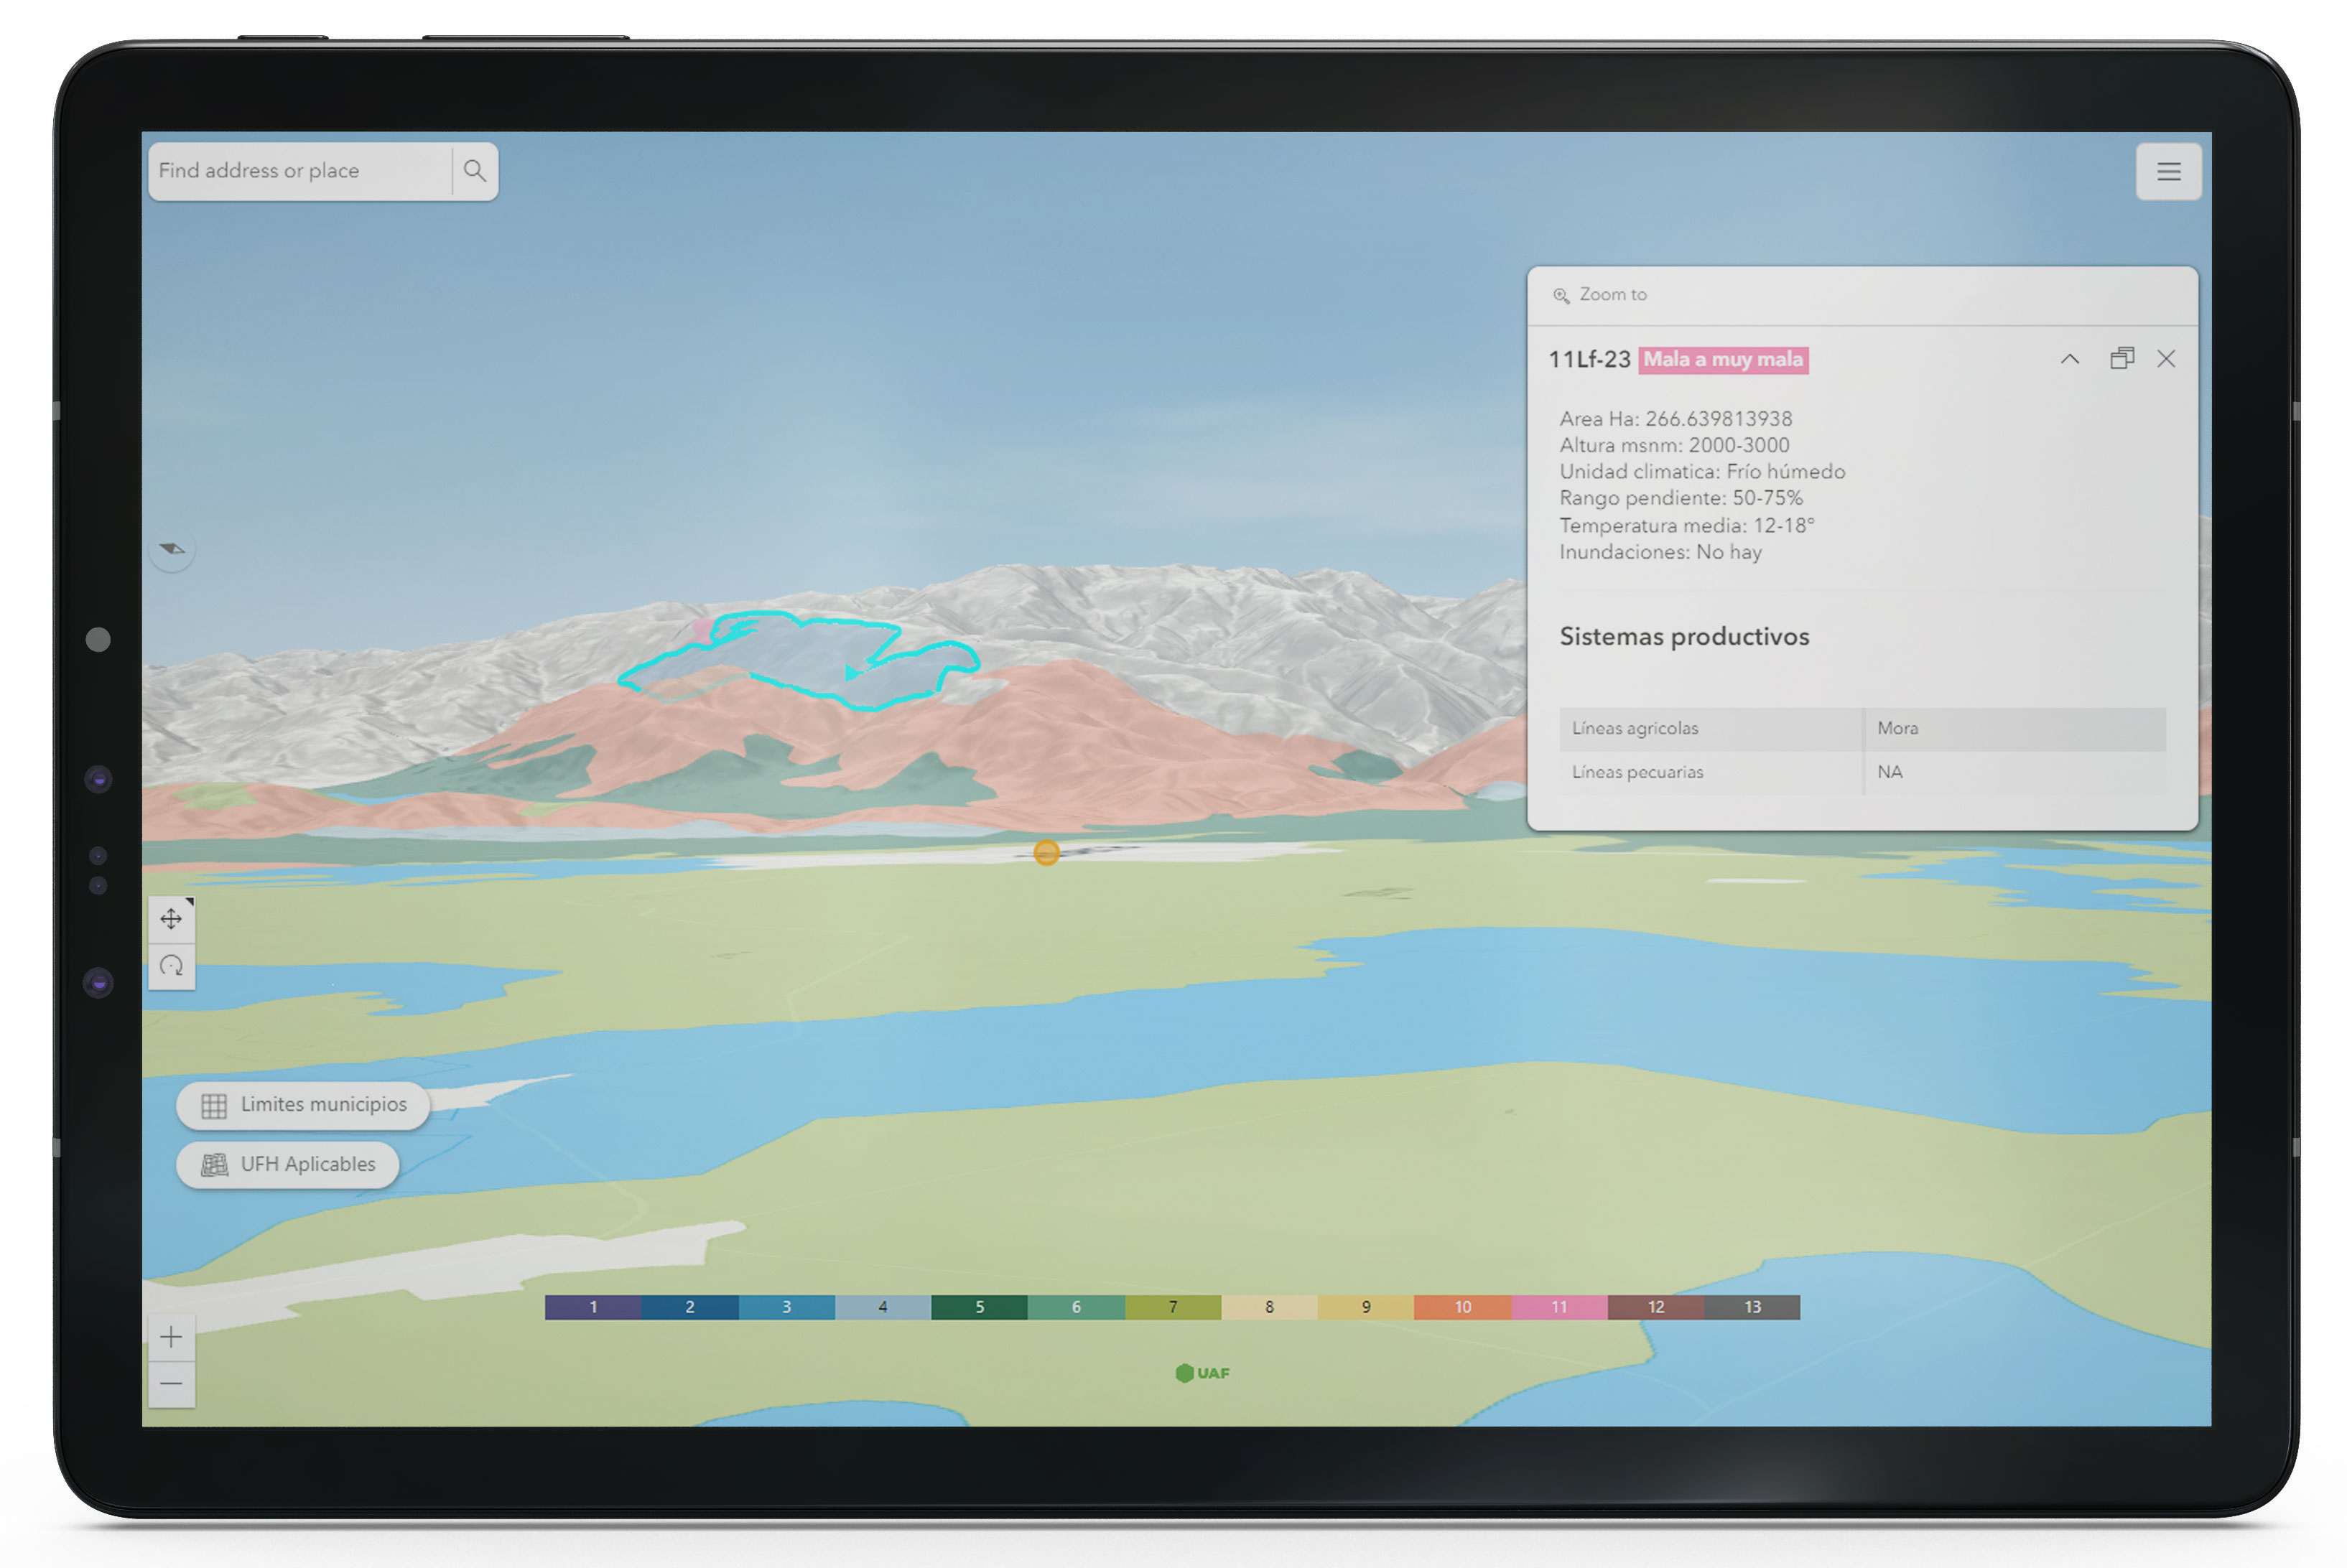 Find address or place
Zoom to
11Lf-23 Mala a muy mala
Area Ha: 266.639813938
Altura msnm: 2000-3000
Unidad climatica: Frío húmedo
Rango pendiente: 50-75%
Temperatura media: 12-18°
Inundaciones: No hay
Sistemas productivos
Líneas agricolas Mora
Líneas pecuarias NA
Limites municipios
UFH Aplicables
1 2 3 4 5 6 7 8 9 10 11 12 13
UAF